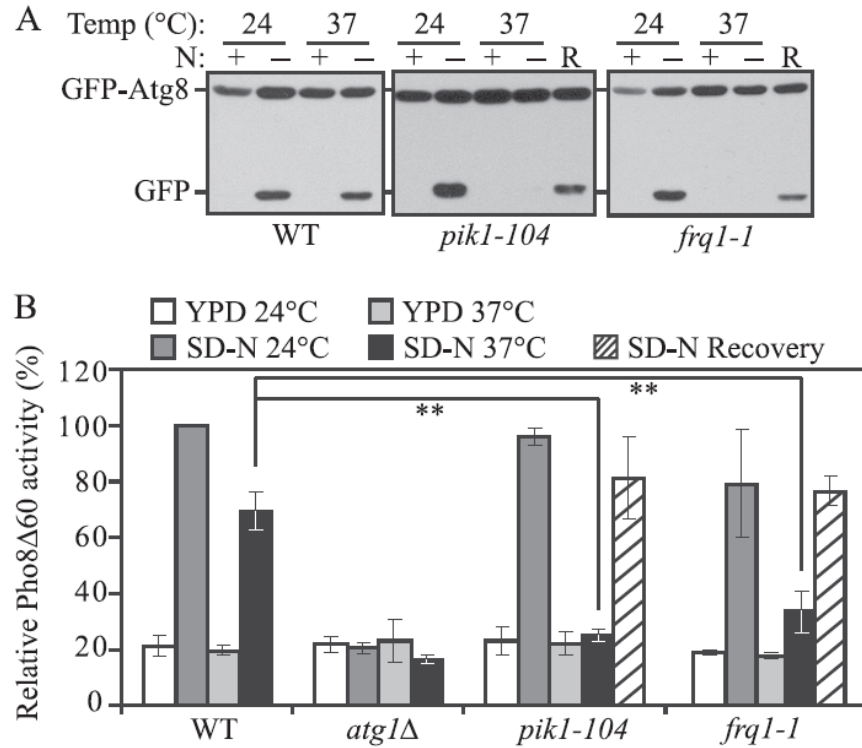 A Temp (°C): 24 37 24 37 24 37
N: + – + – + – + – R + – + – R
GFP-Atg8
GFP
WT pik1-104 frq1-1
B YPD 24°C YPD 37°C
SD-N 24°C SD-N 37°C SD-N Recovery
Relative Pho8Δ60 activity (%)
120
100
80
60
40
20
0
** **
WT atg1Δ pik1-104 frq1-1